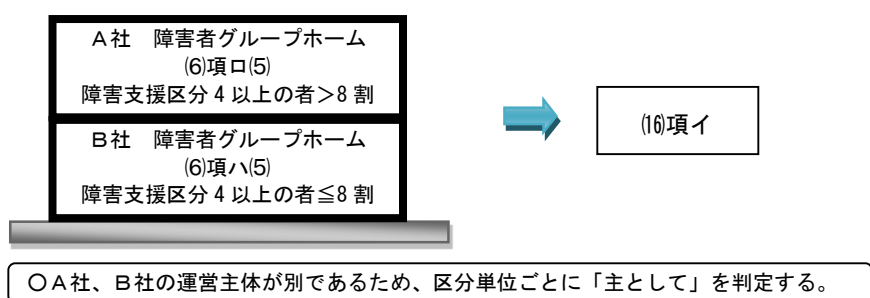 A社 障害者グループホーム
⑹項ロ⑸
障害支援区分4以上の者>8割
B社 障害者グループホーム
⑹項ハ⑸
障害支援区分4以上の者≦8割
⒃項イ
〇A社、B社の運営主体が別であるため、区分単位ごとに「主として」を判定する。